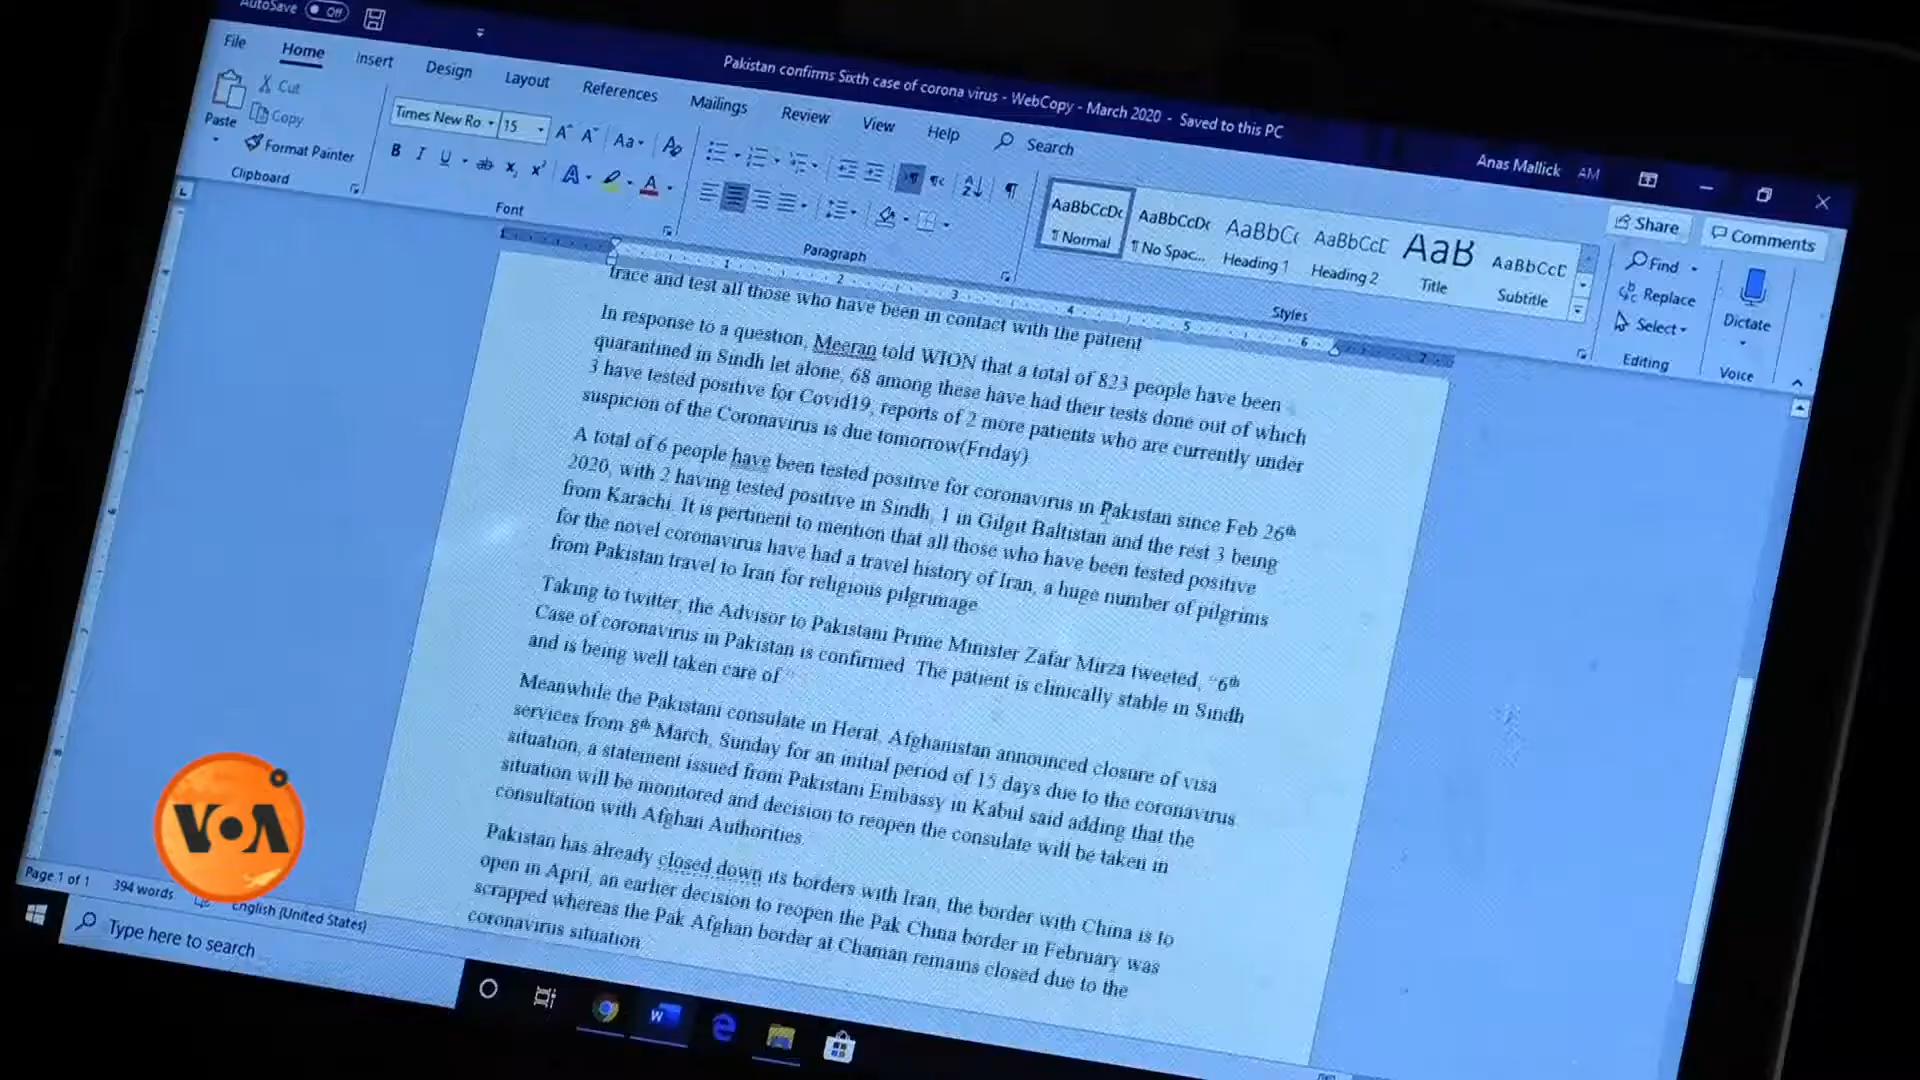 AutoSave Off
Pakistan confirms Sixth case of corona virus - WebCopy - March 2020 - Saved to this PC
Anas Mallick AM
File Home Insert Design Layout References Mailings Review View Help Search
Share Comments
Paste
Cut
Copy
Format Painter
Clipboard
Times New Ro 15
Font
Paragraph
AaBbCcDc AaBbCcDc AaBbCc AaBbCcD AaB AaBbCcD
¶ Normal ¶ No Spac... Heading 1 Heading 2 Title Subtitle
Styles
Find
Replace
Select
Editing
Dictate
Voice
trace and test all those who have been in contact with the patient
In response to a question, Meeran told WION that a total of 823 people have been
quarantined in Sindh let alone, 68 among these have had their tests done out of which
3 have tested positive for Covid19, reports of 2 more patients who are currently under
suspicion of the Coronavirus is due tomorrow(Friday)
A total of 6 people have been tested positive for coronavirus in Pakistan since Feb 26th
2020, with 2 having tested positive in Sindh, 1 in Gilgit Baltistan and the rest 3 being
from Karachi. It is pertinent to mention that all those who have been tested positive
for the novel coronavirus have had a travel history of Iran, a huge number of pilgrims
from Pakistan travel to Iran for religious pilgrimage
Taking to twitter, the Advisor to Pakistani Prime Minister Zafar Mirza tweeted, "6th
Case of coronavirus in Pakistan is confirmed. The patient is clinically stable in Sindh
and is being well taken care of"
Meanwhile the Pakistani consulate in Herat, Afghanistan announced closure of visa
services from 8th March, Sunday for an initial period of 15 days due to the coronavirus
situation, a statement issued from Pakistani Embassy in Kabul said adding that the
situation will be monitored and decision to reopen the consulate will be taken in
consultation with Afghan Authorities.
Pakistan has already closed down its borders with Iran, the border with China is to
open in April, an earlier decision to reopen the Pak China border in February was
scrapped whereas the Pak Afghan border at Chaman remains closed due to the
coronavirus situation
VOA
Page 1 of 1 394 words English (United States)
Type here to search